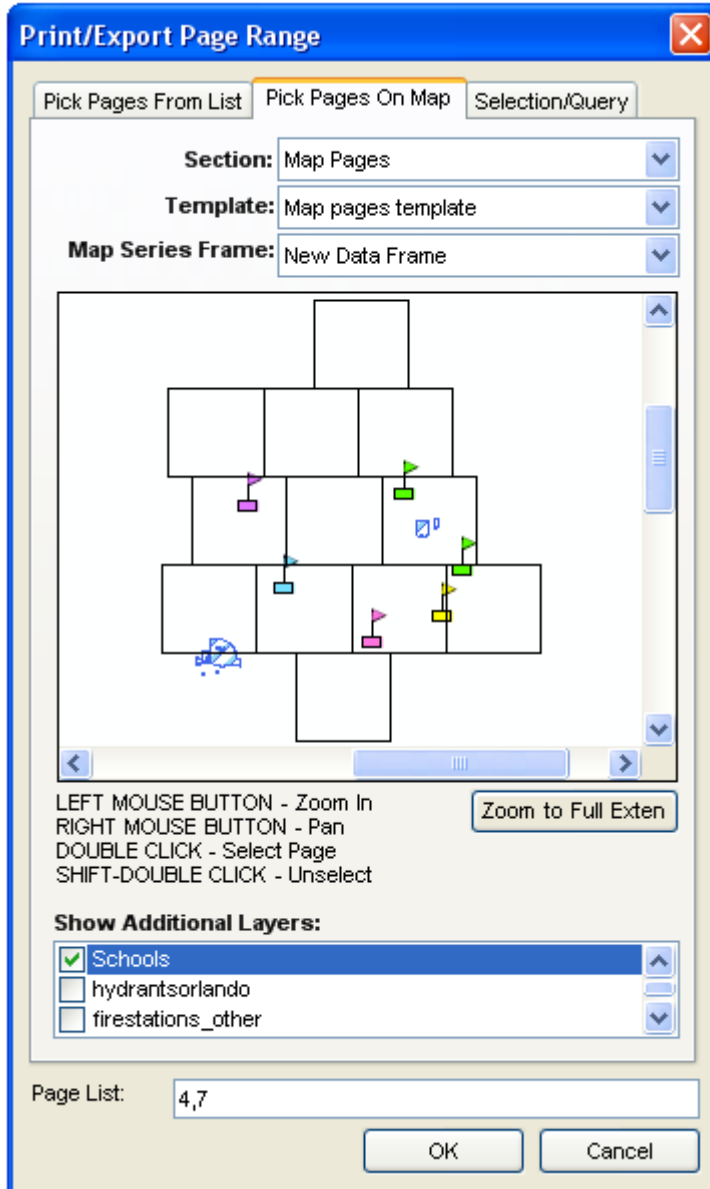 Print/Export Page Range
Pick Pages From List Pick Pages On Map Selection/Query
Section: Map Pages
Template: Map pages template
Map Series Frame: New Data Frame
LEFT MOUSE BUTTON - Zoom In
RIGHT MOUSE BUTTON - Pan
DOUBLE CLICK - Select Page
SHIFT-DOUBLE CLICK - Unselect
Zoom to Full Exten
Show Additional Layers:
Schools
hydrantsorlando
firestations_other
Page List: 4,7
OK Cancel